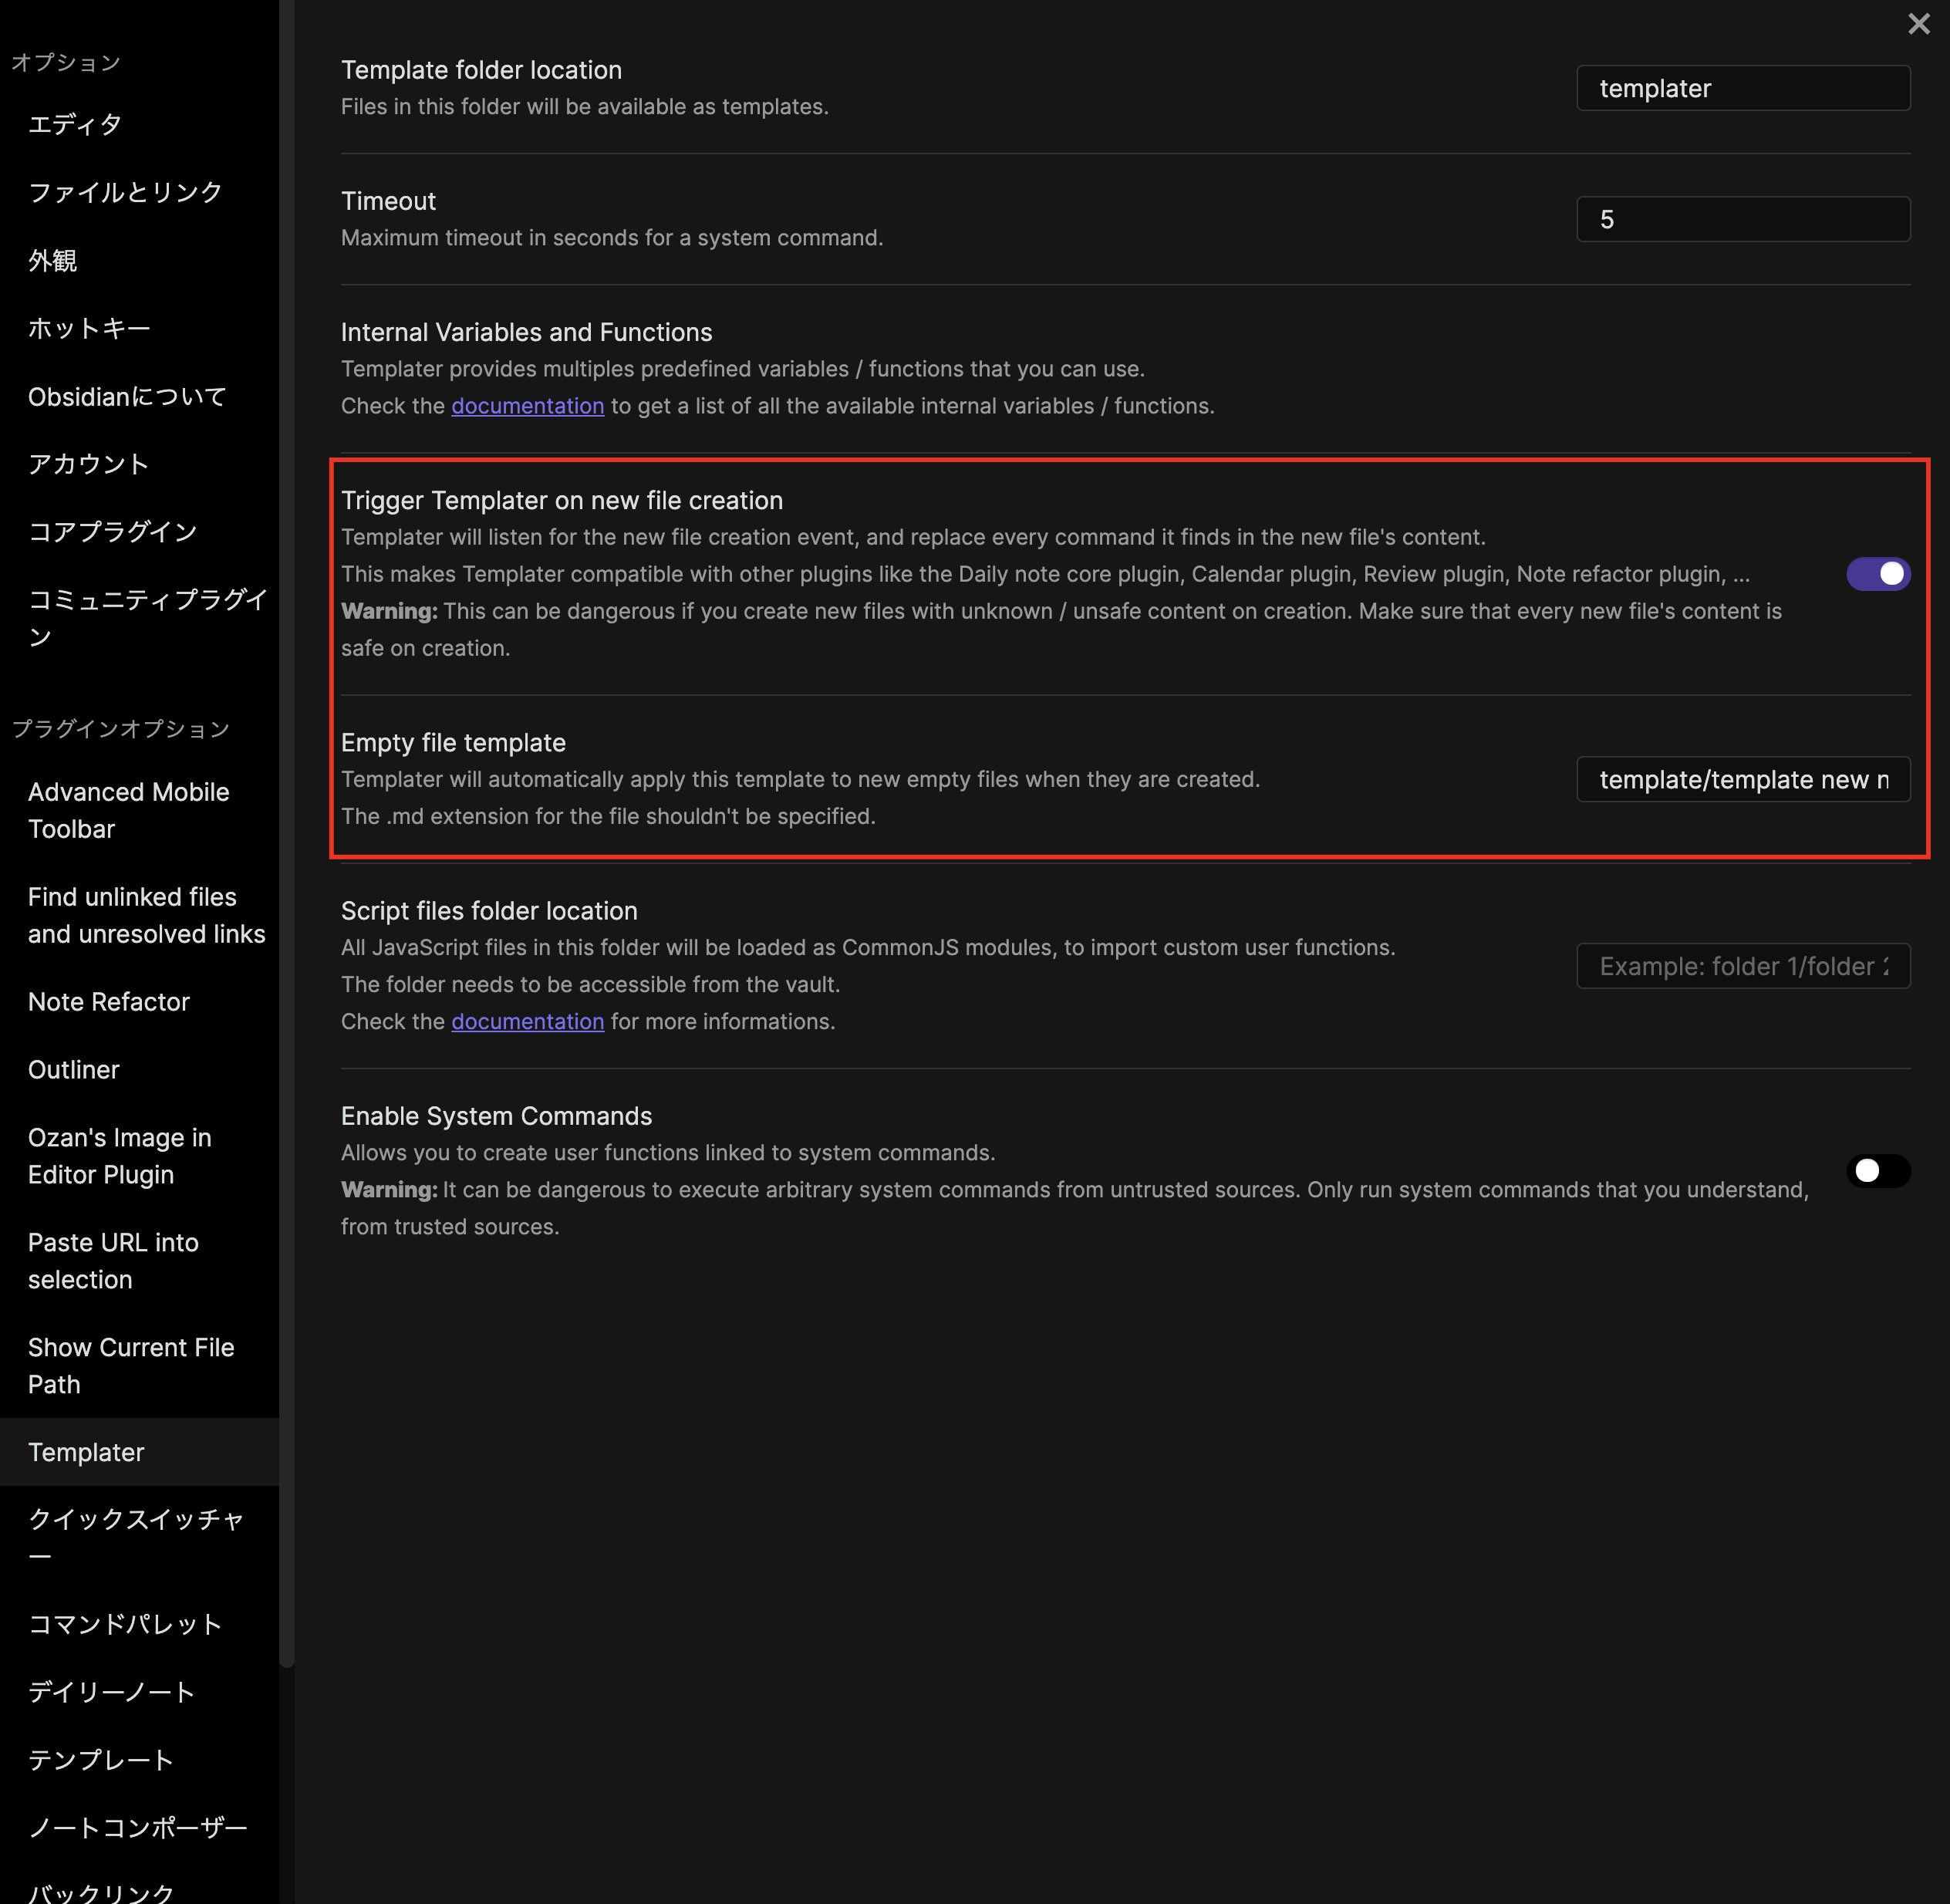 オプション
エディタ
ファイルとリンク
外観
ホットキー
Obsidianについて
アカウント
コアプラグイン
コミュニティプラグイ
ン
プラグインオプション
Advanced Mobile
Toolbar
Find unlinked files
and unresolved links
Note Refactor
Outliner
Ozan's Image in
Editor Plugin
Paste URL into
selection
Show Current File
Path
Templater
クイックスイッチャ
ー
コマンドパレット
デイリーノート
テンプレート
ノートコンポーザー
バックリンク
Template folder location
Files in this folder will be available as templates.
templater
Timeout
Maximum timeout in seconds for a system command.
5
Internal Variables and Functions
Templater provides multiples predefined variables / functions that you can use.
Check the documentation to get a list of all the available internal variables / functions.
Trigger Templater on new file creation
Templater will listen for the new file creation event, and replace every command it finds in the new file's content.
This makes Templater compatible with other plugins like the Daily note core plugin, Calendar plugin, Review plugin, Note refactor plugin, ...
Warning: This can be dangerous if you create new files with unknown / unsafe content on creation. Make sure that every new file's content is
safe on creation.
Empty file template
Templater will automatically apply this template to new empty files when they are created.
The .md extension for the file shouldn't be specified.
template/template new n
Script files folder location
All JavaScript files in this folder will be loaded as CommonJS modules, to import custom user functions.
The folder needs to be accessible from the vault.
Check the documentation for more informations.
Example: folder 1/folder 2
Enable System Commands
Allows you to create user functions linked to system commands.
Warning: It can be dangerous to execute arbitrary system commands from untrusted sources. Only run system commands that you understand,
from trusted sources.